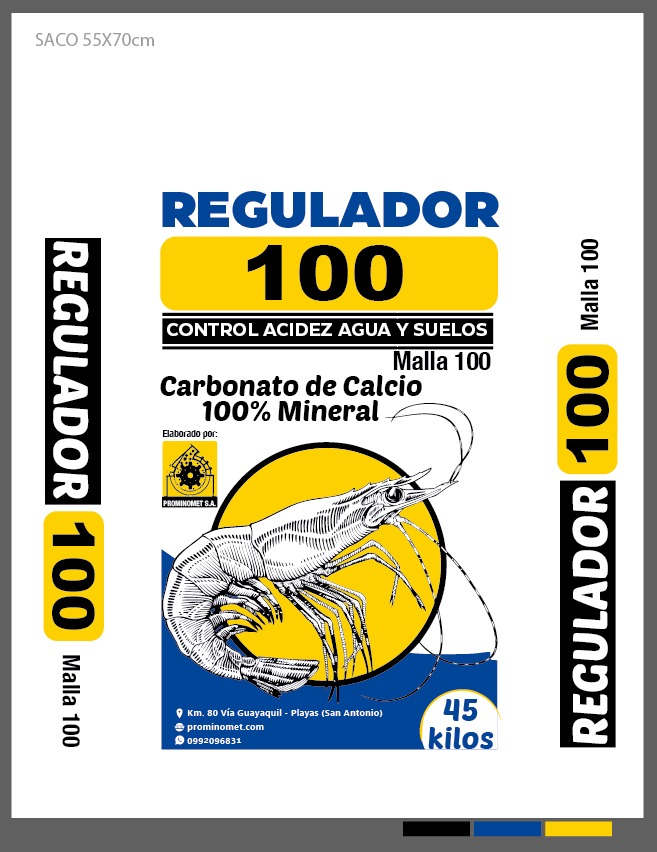 SACO 55X70cm
REGULADOR
100
CONTROL ACIDEZ AGUA Y SUELOS
Malla 100
Carbonato de Calcio
100% Mineral
Elaborado por:
PROMINOMET S.A.
Km. 80 Vía Guayaquil - Playas (San Antonio)
prominomet.com
0992096831
45
kilos
REGULADOR
100
Malla 100
Malla 100
100
REGULADOR